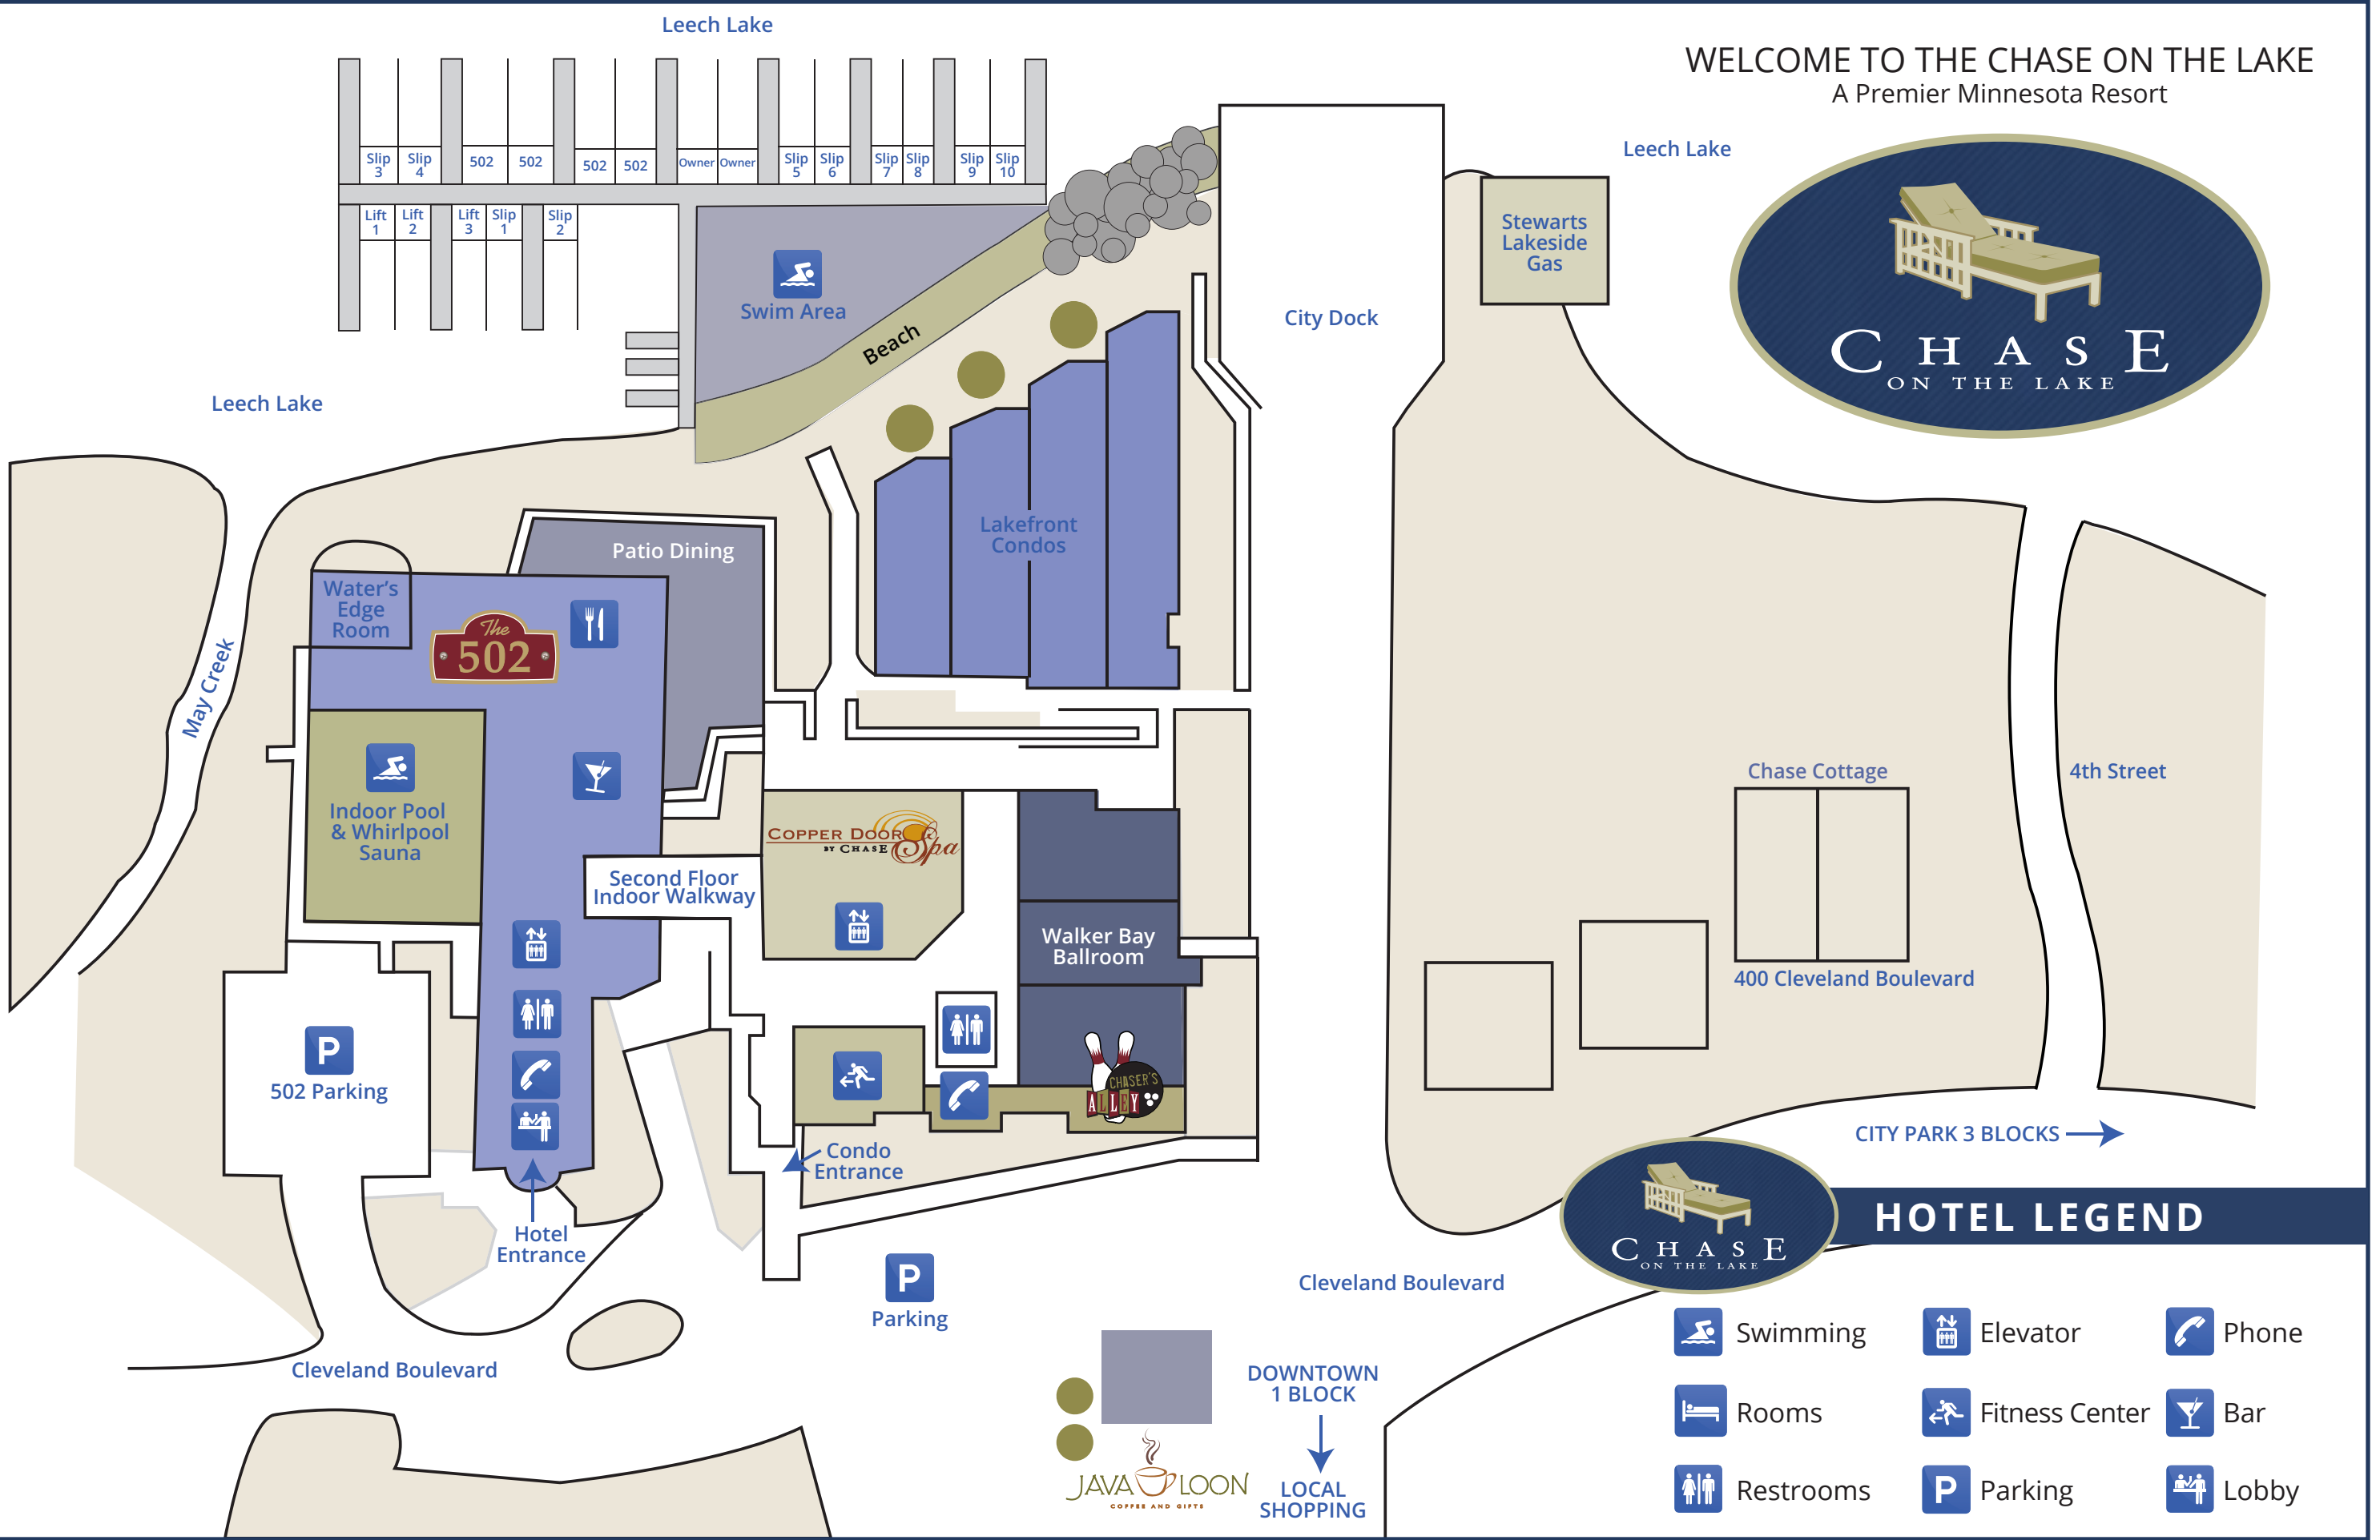 Leech Lake
WELCOME TO THE CHASE ON THE LAKE
A Premier Minnesota Resort
Leech Lake
CHASE
ON THE LAKE
Slip
3
Slip
4
502
502
502
502
Owner
Owner
Slip
5
Slip
6
Slip
7
Slip
8
Slip
9
Slip
10
Lift
1
Lift
2
Lift
3
Slip
1
Slip
2
Stewarts
Lakeside
Gas
Swim Area
Beach
City Dock
Leech Lake
Lakefront
Condos
Patio Dining
Water's
Edge
Room
The
502
May Creek
Indoor Pool
& Whirlpool
Sauna
Chase Cottage
4th Street
COPPER DOOR
BY CHASE Spa
Second Floor
Indoor Walkway
Walker Bay
Ballroom
400 Cleveland Boulevard
P
502 Parking
CHASER'S
ALLEY
CITY PARK 3 BLOCKS
Condo
Entrance
Hotel
Entrance
P
Parking
Cleveland Boulevard
Cleveland Boulevard
DOWNTOWN
1 BLOCK
LOCAL
SHOPPING
JAVA LOON
COFFEE AND GIFTS
CHASE
ON THE LAKE
HOTEL LEGEND
Swimming
Elevator
Phone
Rooms
Fitness Center
Bar
Restrooms
P
Parking
Lobby